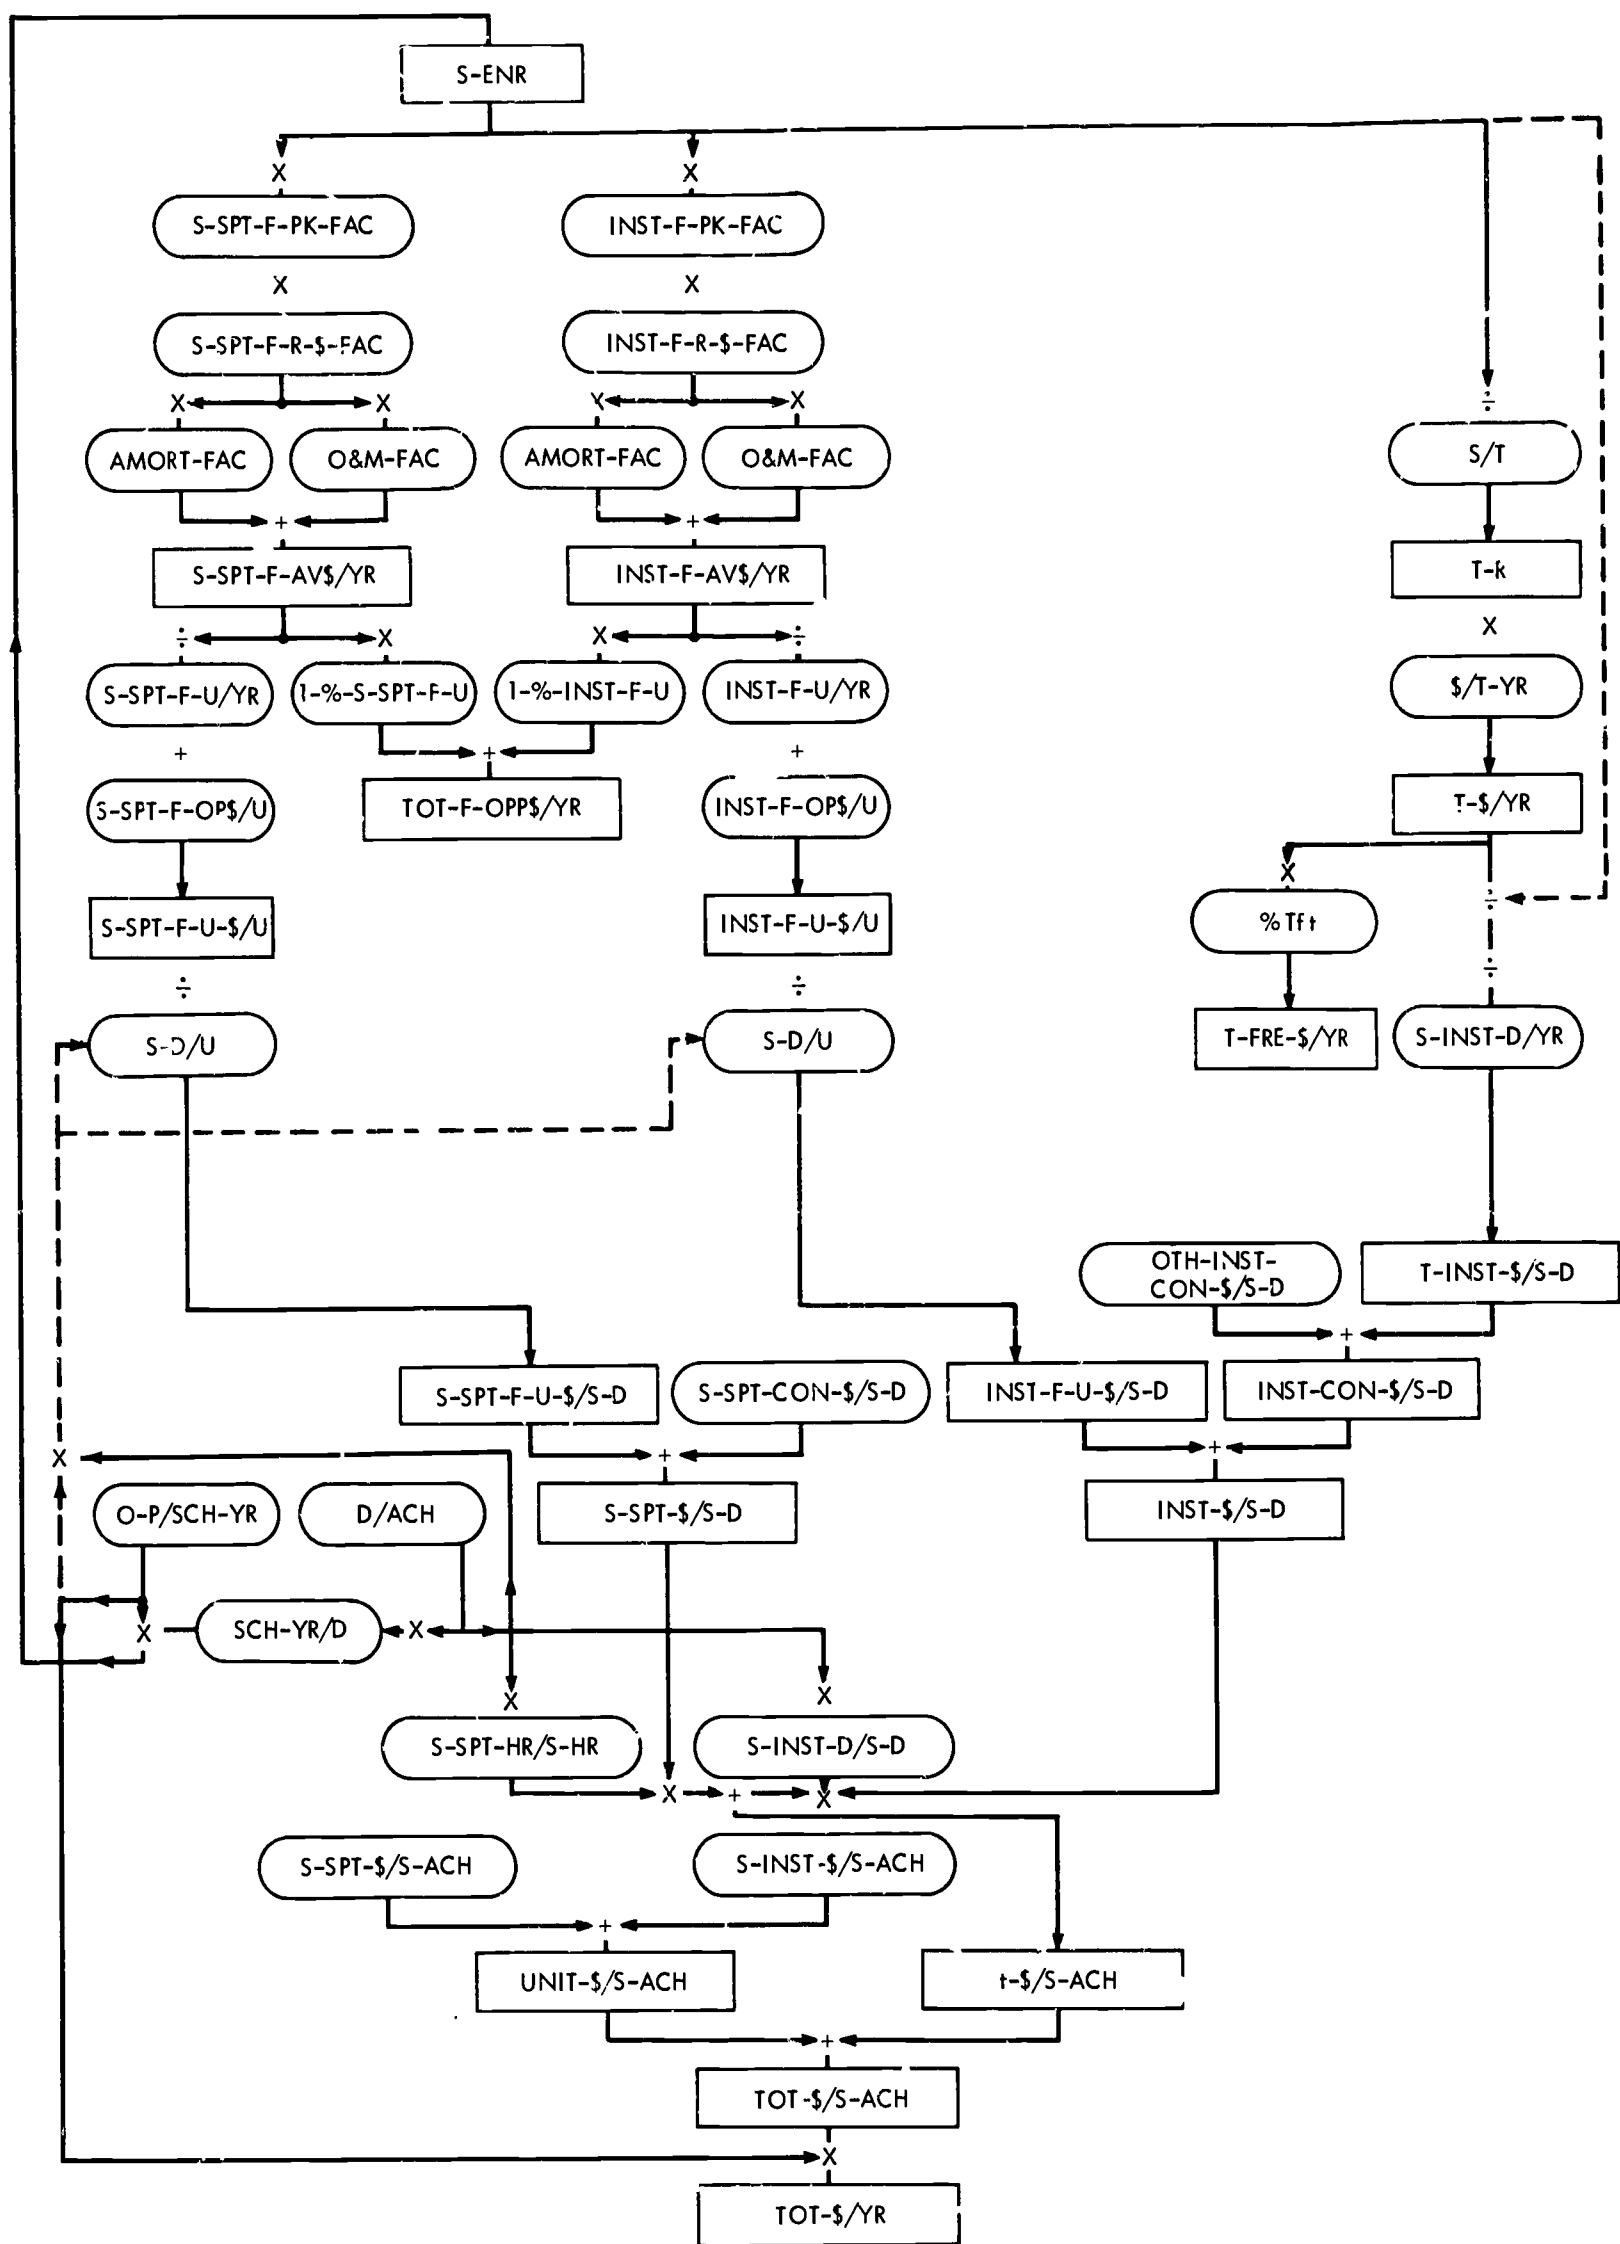 S-ENR
X
X
S-SPT-F-PK-FAC
INST-F-PK-FAC
X
X
S-SPT-F-R-$-FAC
INST-F-R-$-FAC
X
X
X
X
÷
AMORT-FAC
O&M-FAC
AMORT-FAC
O&M-FAC
S/T
+
+
S-SPT-F-AV$/YR
INST-F-AV$/YR
T-k
÷
X
X
÷
X
S-SPT-F-U/YR
1-%-S-SPT-F-U
1-%-INST-F-U
INST-F-U/YR
$/T-YR
+
+
+
S-SPT-F-OP$/U
TOT-F-OPP$/YR
INST-F-OP$/U
T-$/YR
X
÷
S-SPT-F-U-$/U
INST-F-U-$/U
%Tft
÷
÷
÷
S-D/U
S-D/U
T-FRE-$/YR
S-INST-D/YR
OTH-INST-
CON-$/S-D
T-INST-$/S-D
+
S-SPT-F-U-$/S-D
S-SPT-CON-$/S-D
INST-F-U-$/S-D
INST-CON-$/S-D
X
+
+
O-P/SCH-YR
D/ACH
S-SPT-$/S-D
INST-$/S-D
X
SCH-YR/D
X
X
X
S-SPT-HR/S-HR
S-INST-D/S-D
X
+
X
S-SPT-$/S-ACH
S-INST-$/S-ACH
+
UNIT-$/S-ACH
t-$/S-ACH
+
TOT-$/S-ACH
X
TOT-$/YR